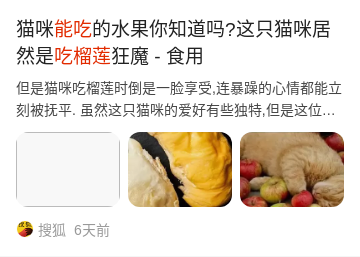 猫咪能吃的水果你知道吗?这只猫咪居
然是吃榴莲狂魔 - 食用
但是猫咪吃榴莲时倒是一脸享受,连暴躁的心情都能立
刻被抚平. 虽然这只猫咪的爱好有些独特,但是这位…
搜狐 6天前